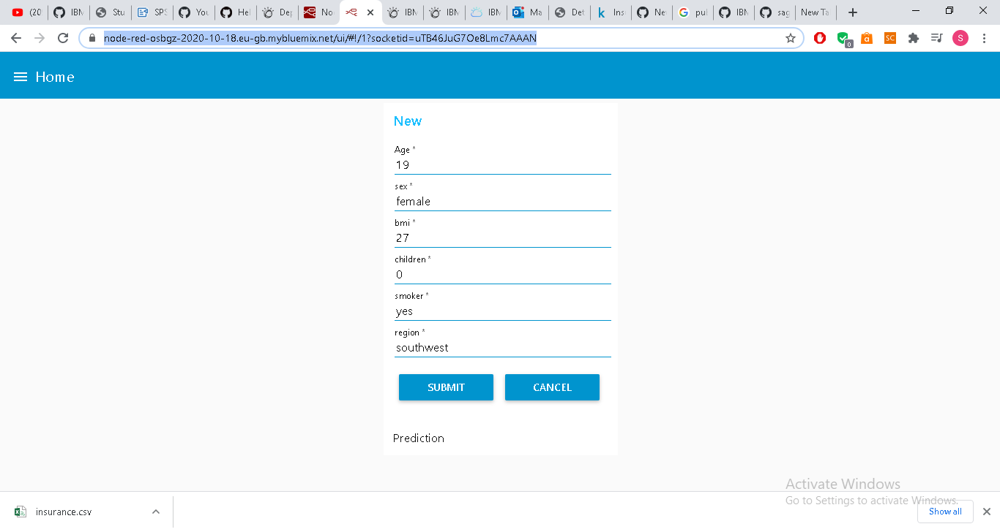 (20
IBM
Stu
SPS
You
Hel
Dep
No
IBM
IBM
IBM
Ma
Det
Ins
Ne
pub
IBM
sag
New Ta
node-red-osbgz-2020-10-18.eu-gb.mybluemix.net/ui/#!/1?socketid=uTB46JuG7Oe8Lmc7AAAN
0
SC
S
Home
New
Age *
19
sex *
female
bmi *
27
children *
0
smoker *
yes
region *
southwest
SUBMIT
CANCEL
Prediction
Activate Windows
Go to Settings to activate Windows.
insurance.csv
Show all